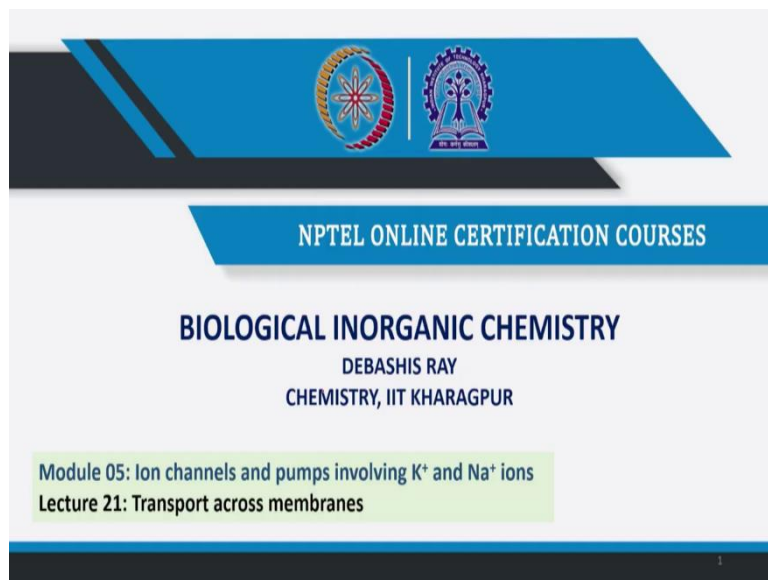 NPTEL ONLINE CERTIFICATION COURSES
BIOLOGICAL INORGANIC CHEMISTRY
DEBASHIS RAY
CHEMISTRY, IIT KHARAGPUR
Module 05: Ion channels and pumps involving K⁺ and Na⁺ ions
Lecture 21: Transport across membranes
1